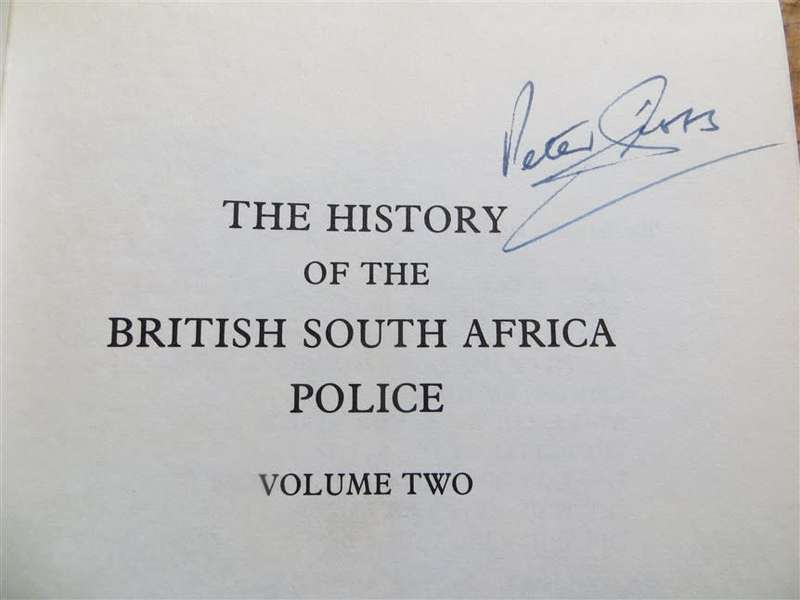 Peter Gibbs
THE HISTORY
OF THE
BRITISH SOUTH AFRICA
POLICE
VOLUME TWO